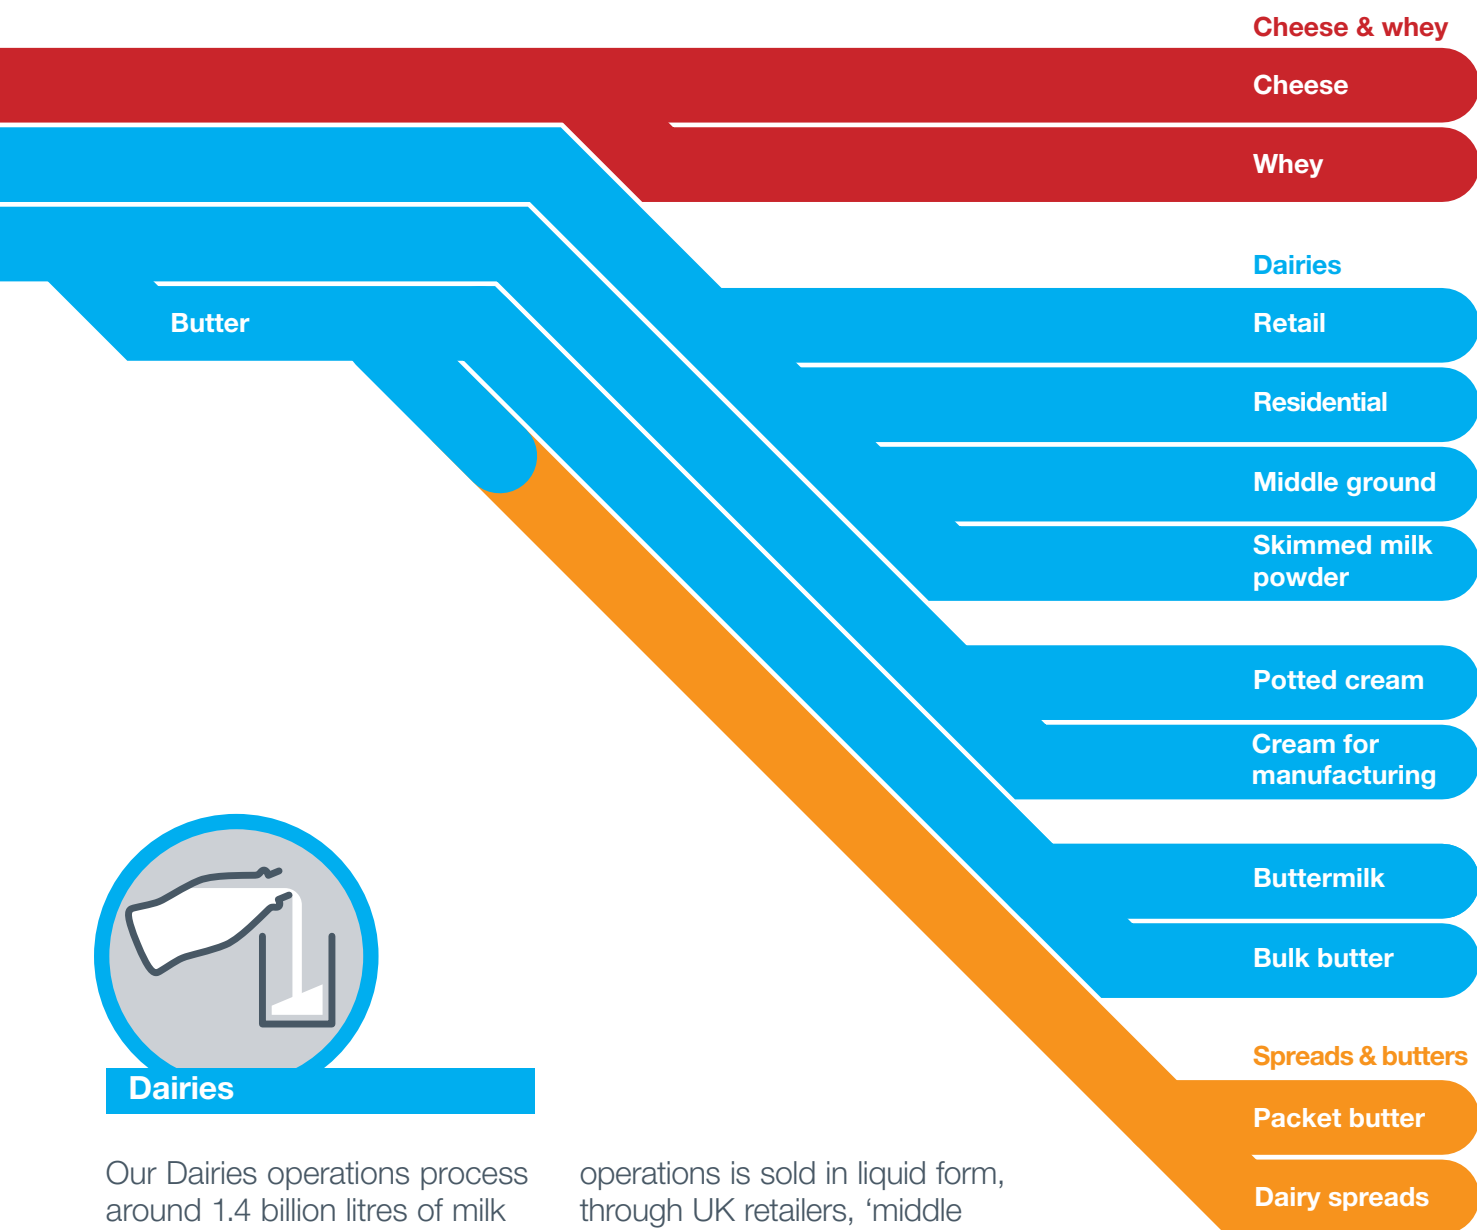 Cheese & whey
Cheese
Whey
Dairies
Retail
Residential
Middle ground
Skimmed milk
powder
Potted cream
Cream for
manufacturing
Buttermilk
Bulk butter
Spreads & butters
Packet butter
Dairy spreads
Butter
Dairies
Our Dairies operations process
around 1.4 billion litres of milk
operations is sold in liquid form,
through UK retailers, ‘middle